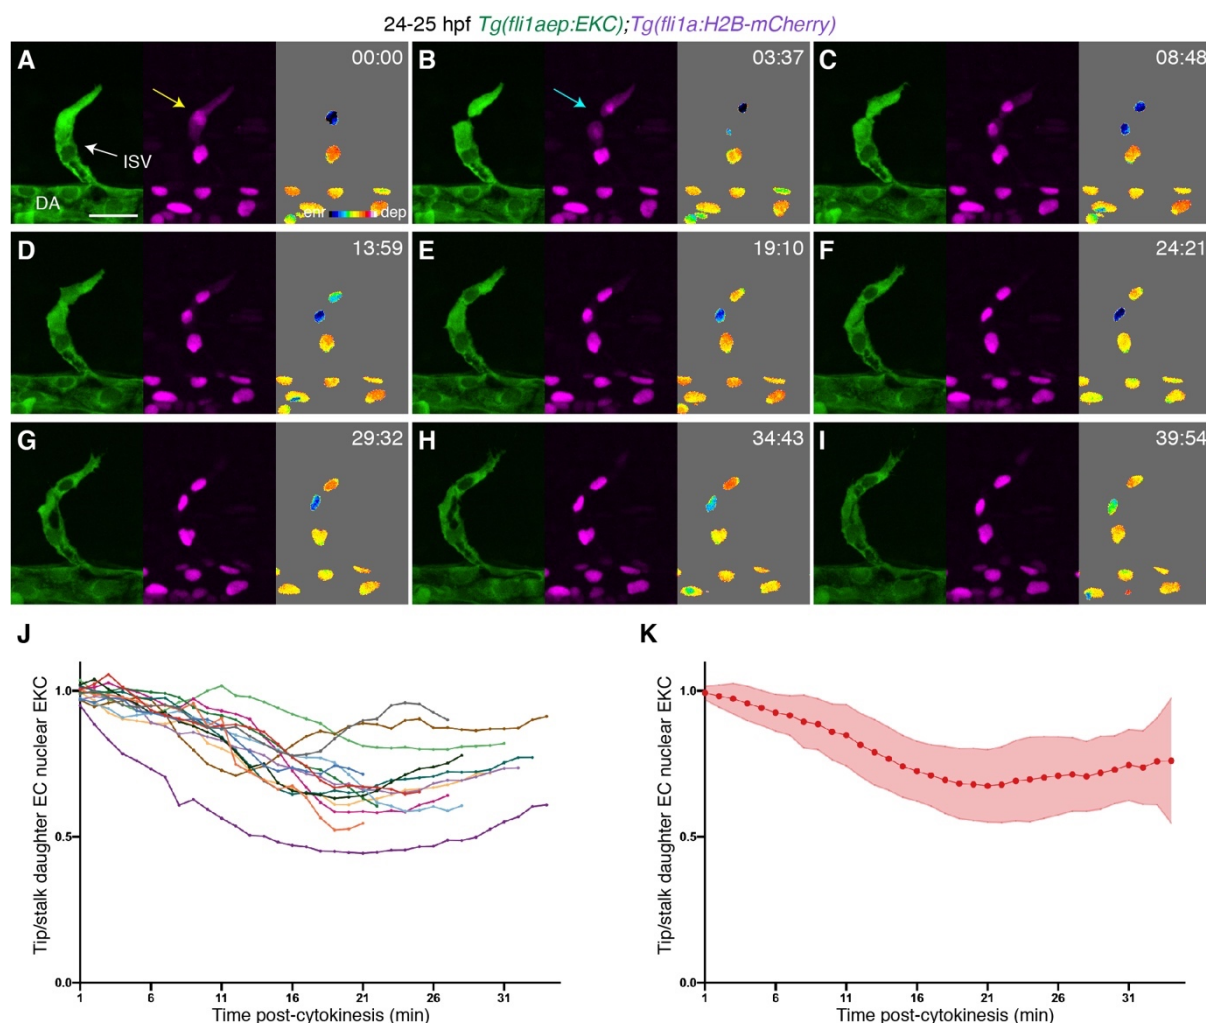 24-25 hpf Tg(fli1aep:EKC);Tg(fli1a:H2B-mCherry)
A 00:00 B 03:37 C 08:48
ISV
DA enr dep
D 13:59 E 19:10 F 24:21
G 29:32 H 34:43 I 39:54
J
Tip/stalk daughter EC nuclear EKC
1.0
0.5
0.0
1 6 11 16 21 26 31
Time post-cytokinesis (min)
K
Tip/stalk daughter EC nuclear EKC
1.0
0.5
0.0
1 6 11 16 21 26 31
Time post-cytokinesis (min)